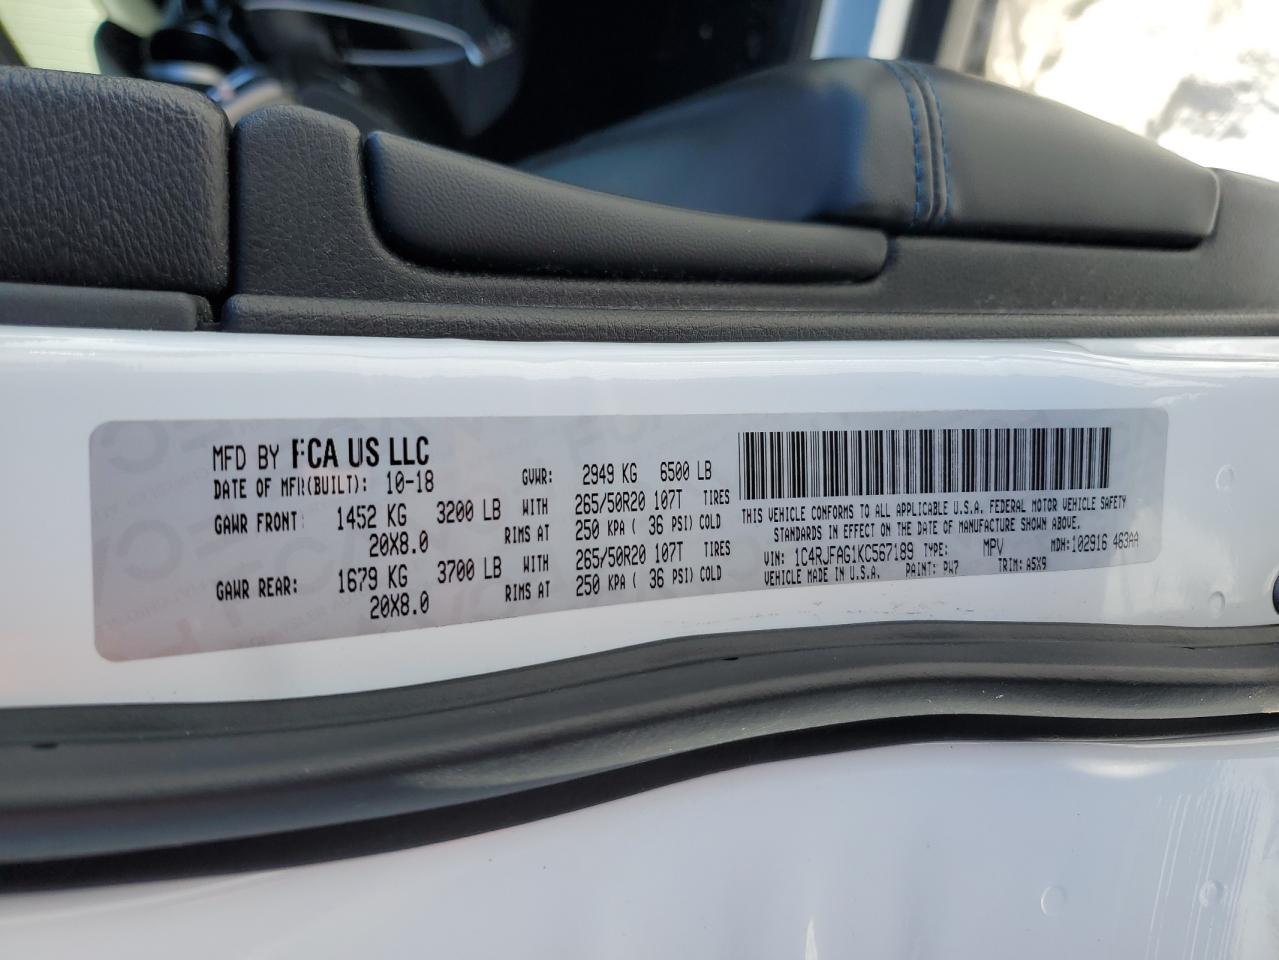 MFD BY FCA US LLC
DATE OF MFR(BUILT): 10-18 GVWR: 2949 KG 6500 LB
GAWR FRONT: 1452 KG 3200 LB WITH 265/50R20 107T TIRES
20X8.0 RIMS AT 250 KPA ( 36 PSI) COLD
GAWR REAR: 1679 KG 3700 LB WITH 265/50R20 107T TIRES
20X8.0 RIMS AT 250 KPA ( 36 PSI) COLD
THIS VEHICLE CONFORMS TO ALL APPLICABLE U.S.A. FEDERAL MOTOR VEHICLE SAFETY
STANDARDS IN EFFECT ON THE DATE OF MANUFACTURE SHOWN ABOVE.
VIN: 1C4RJFAG1KC567189 TYPE: MPV MDH:102916 463AA
VEHICLE MADE IN U.S.A. PAINT: PW7 TRIM: A5X9